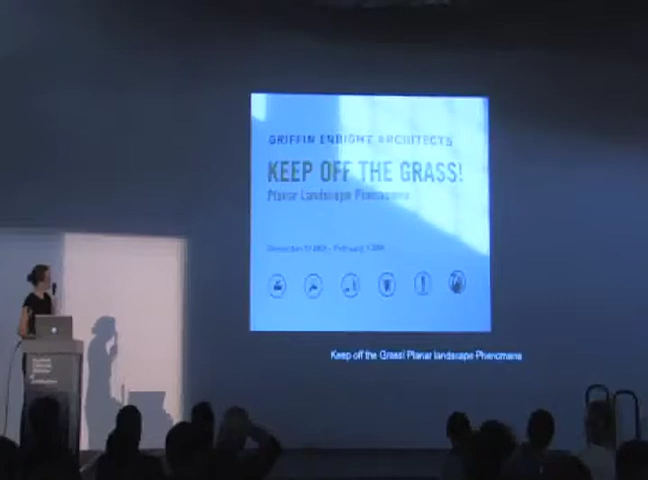 GRIFFIN ENRIGHT ARCHITECTS
KEEP OFF THE GRASS!
Planar Landscape Phenomena
Keep off the Grass! Planar landscape Phenomena